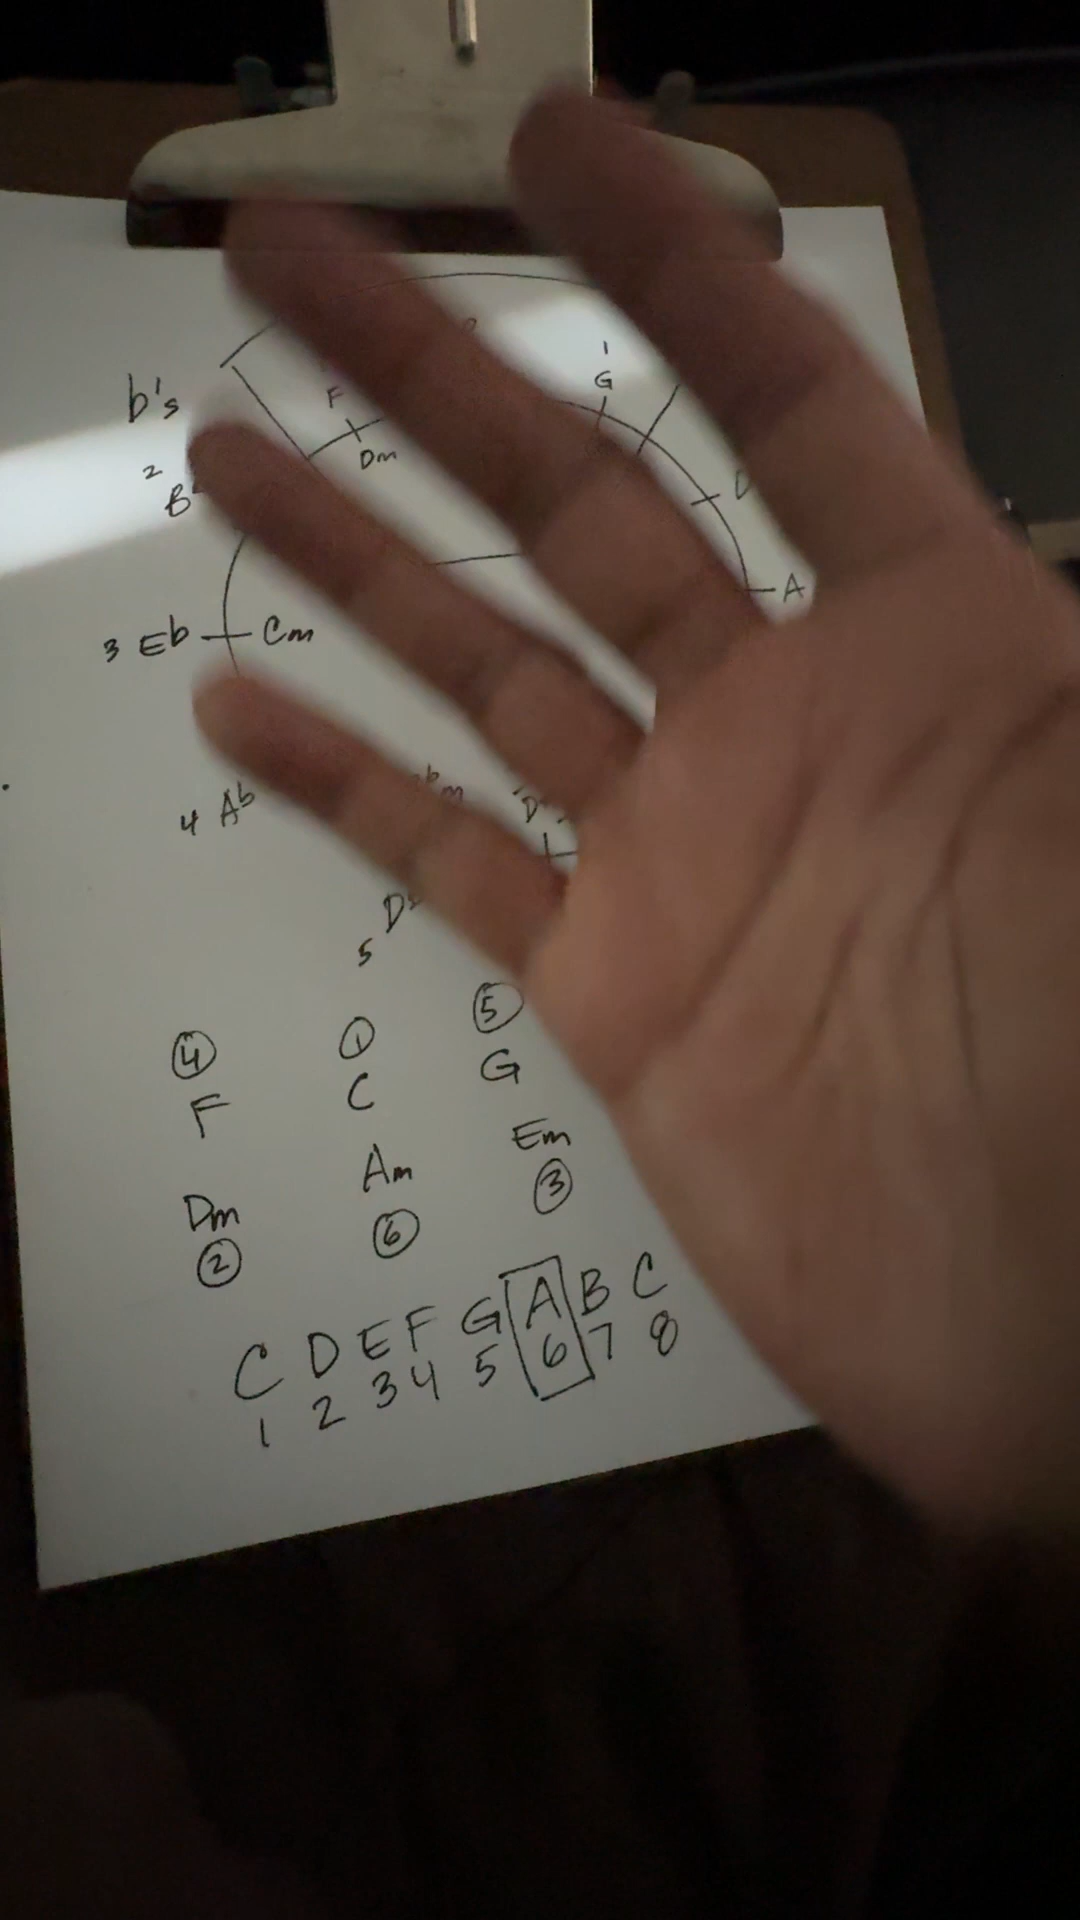 1
G
b's
F
Dm
2
B
A
3 Eb Cm
4 Ab
5
④ ① ⑤
F C G
Dm Am Em
② ⑥ ③
C D E F G A B C
1 2 3 4 5 6 7 8